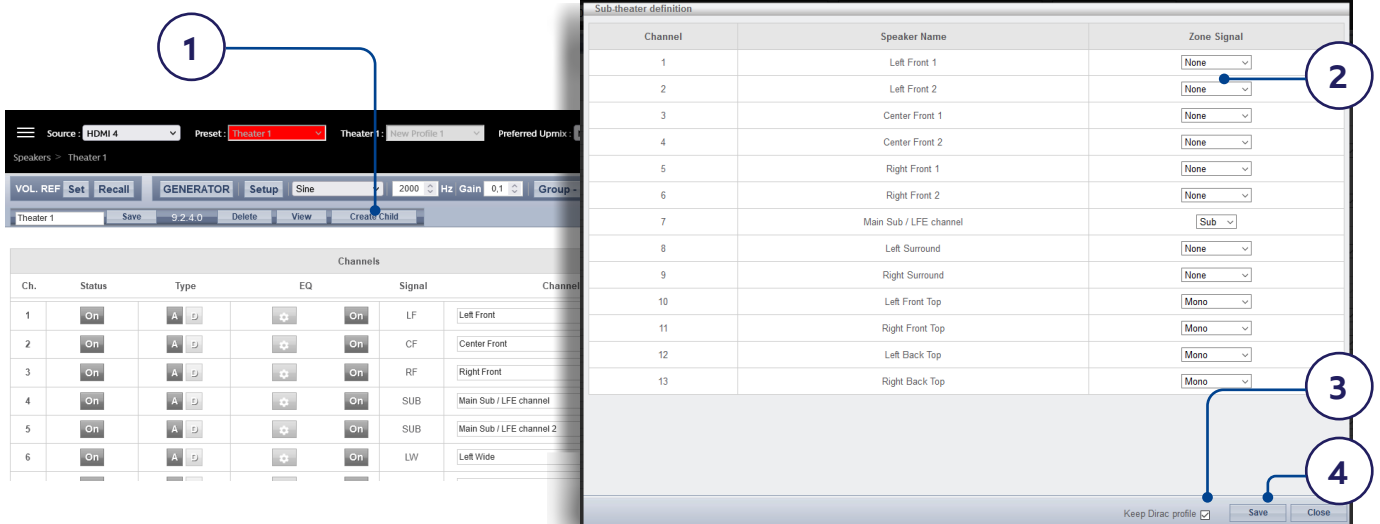 1
Source : HDMI 4 Preset : Theater 1 Theater 1 : New Profile 1 Preferred Upmix :
Speakers > Theater 1
VOL. REF Set Recall GENERATOR Setup Sine 2000 Hz Gain 0,1 Group -
Theater 1 Save 9.2.4.0 Delete View Create Child
Channels
Ch. Status Type EQ Signal Channel
1 On A D On LF Left Front
2 On A D On CF Center Front
3 On A D On RF Right Front
4 On A D On SUB Main Sub / LFE channel
5 On A D On SUB Main Sub / LFE channel 2
6 On A D On LW Left Wide
Sub-theater definition
Channel Speaker Name Zone Signal
1 Left Front 1 None
2
2 Left Front 2 None
3 Center Front 1 None
4 Center Front 2 None
5 Right Front 1 None
6 Right Front 2 None
7 Main Sub / LFE channel Sub
8 Left Surround None
9 Right Surround None
10 Left Front Top Mono
11 Right Front Top Mono
12 Left Back Top Mono
13 Right Back Top Mono
3
4
Keep Dirac profile Save Close